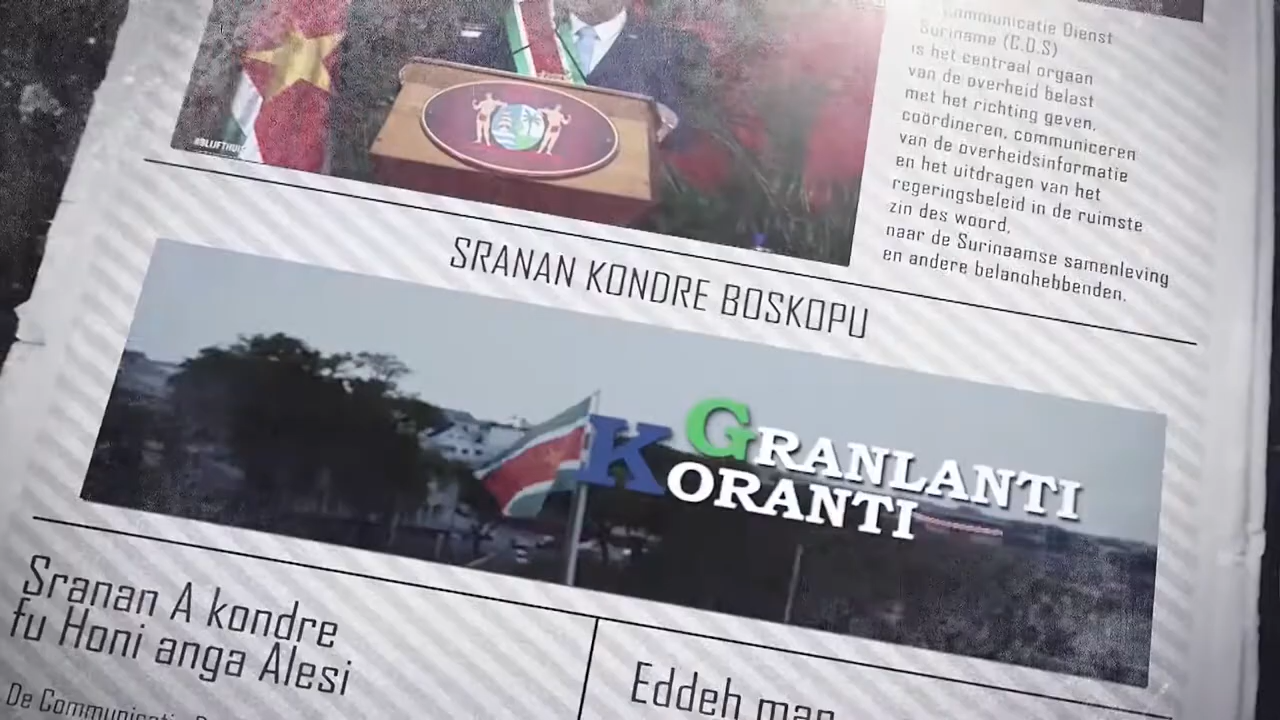 Communicatie Dienst
Suriname (C.D.S)
is het centraal orgaan
van de overheid belast
met het richting geven,
coördineren, communiceren
van de overheidsinformatie
en het uitdragen van het
regeringsbeleid in de ruimste
zin des woord,
naar de Surinaamse samenleving
en andere belanghebbenden.
SRANAN KONDRE BOSKOPU
GRANLANTI
KORANTI
Sranan A kondre
fu Honi anga Alesi
De
Eddeh man